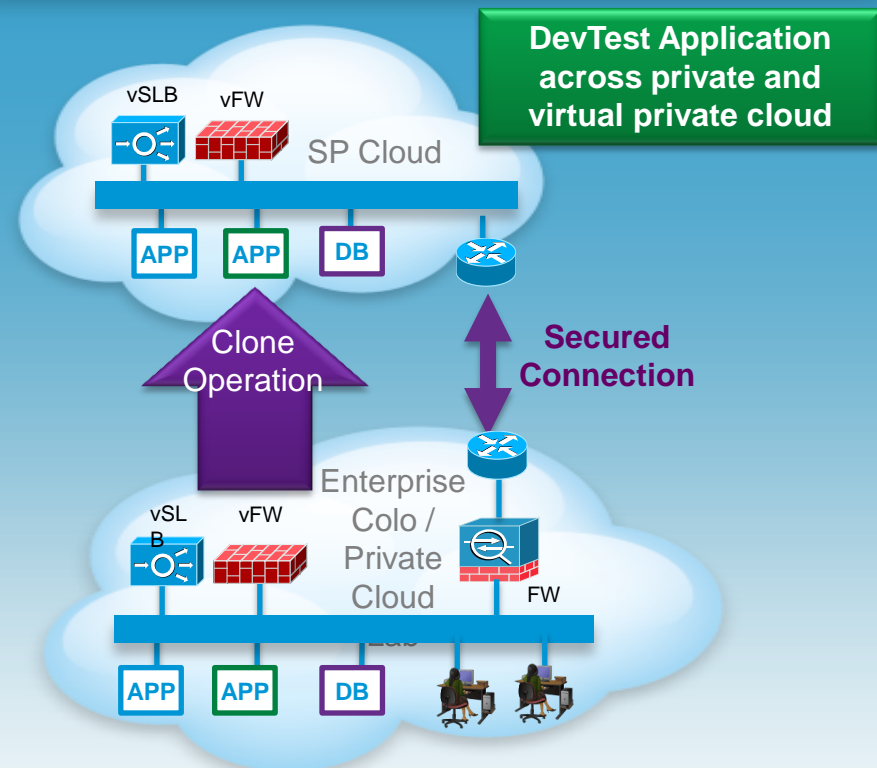 DevTest Application
across private and
virtual private cloud
vSLB
vFW
SP Cloud
APP
APP
DB
Clone
Operation
Secured
Connection
Enterprise
Colo /
Private
Cloud
Lab
vSL
B
vFW
FW
APP
APP
DB